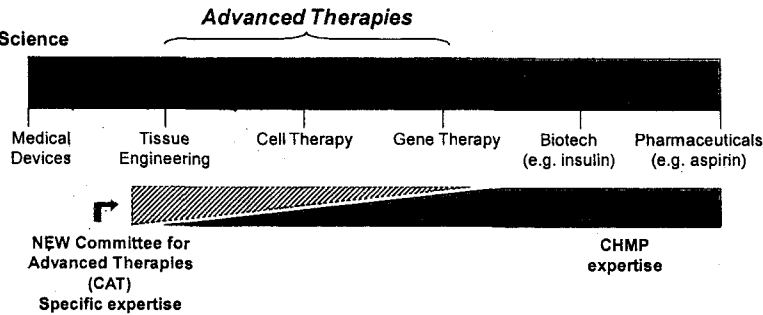 Advanced Therapies
Science
Medical
Devices
Tissue
Engineering
Cell Therapy
Gene Therapy
Biotech
(e.g. insulin)
Pharmaceuticals
(e.g. aspirin)
NEW Committee for
Advanced Therapies
(CAT)
Specific expertise
CHMP
expertise